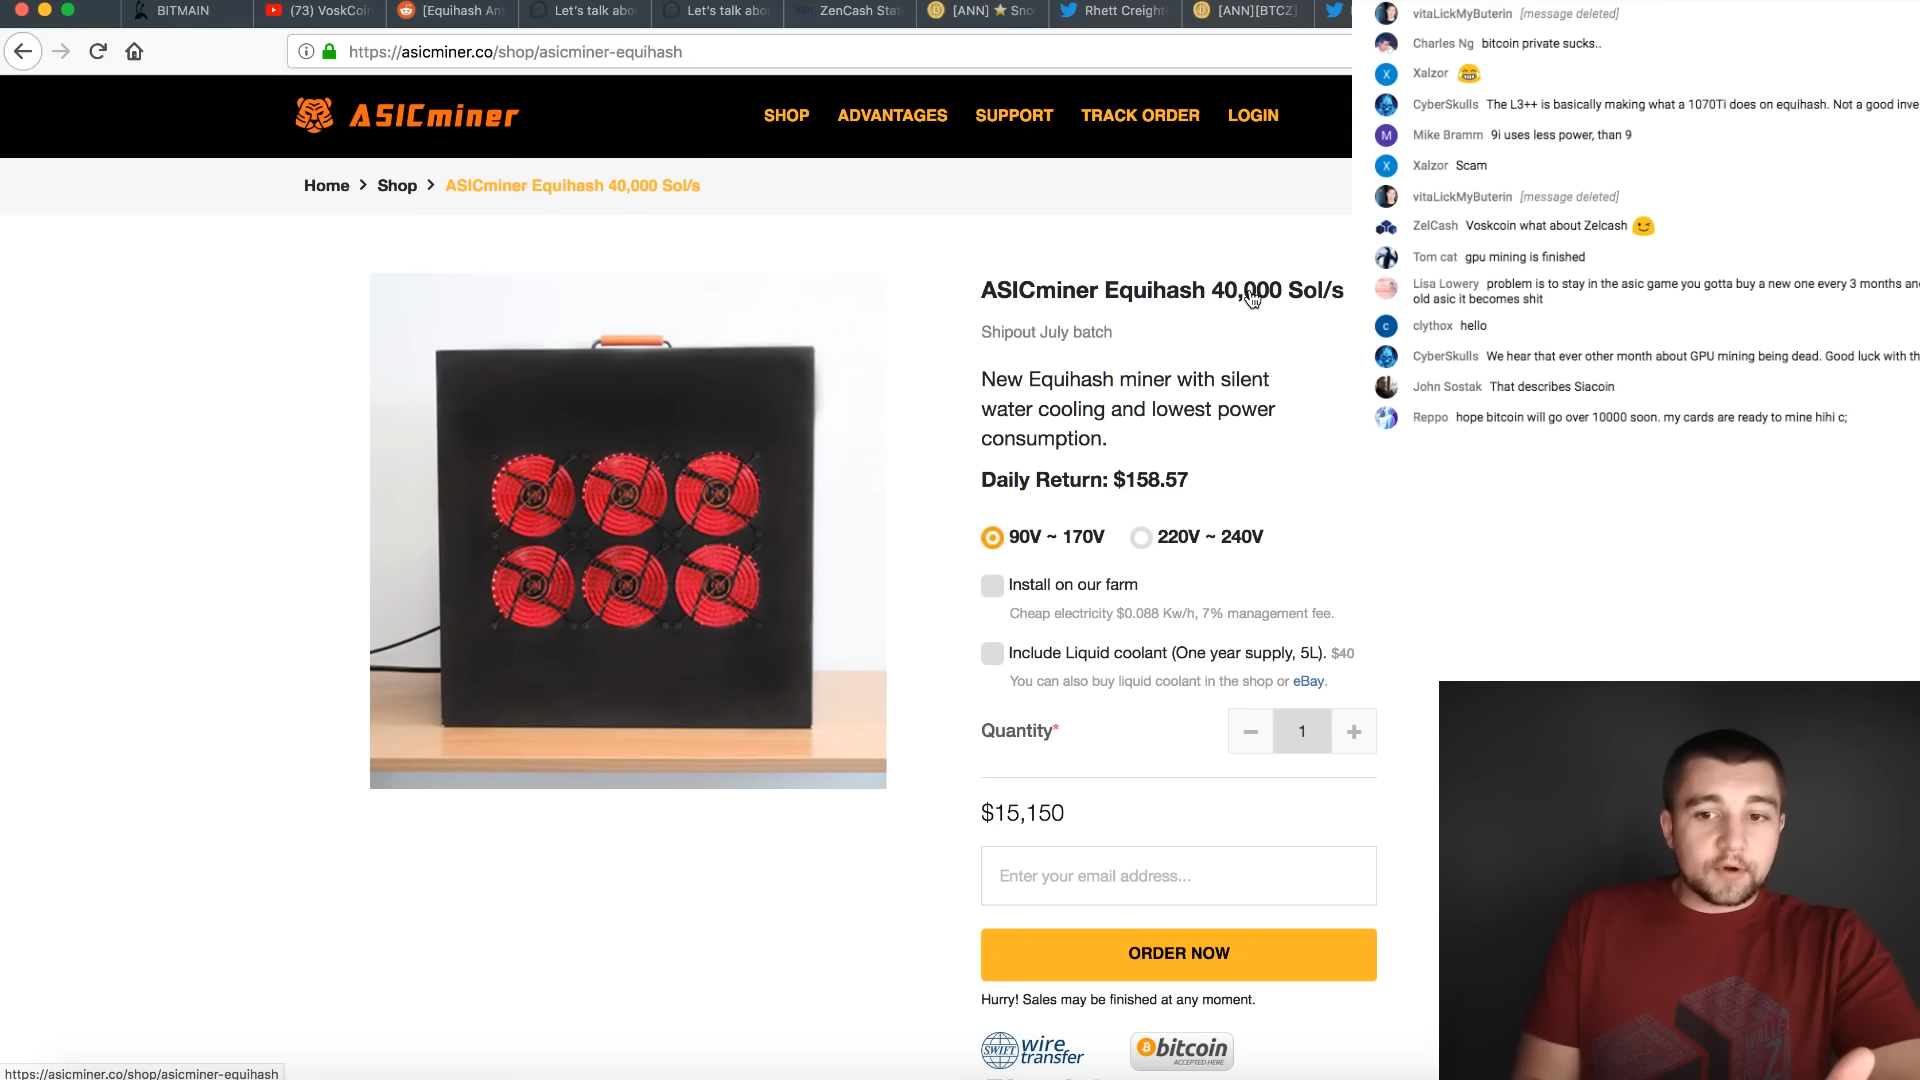 BITMAIN
(73) VoskCoin
[Equihash Ant
Let's talk abo
Let's talk abo
ZenCash Stat
[ANN] ★ Sno
Rhett Creight
[ANN][BTCZ]
https://asicminer.co/shop/asicminer-equihash
ASICminer
SHOP
ADVANTAGES
SUPPORT
TRACK ORDER
LOGIN
Home > Shop > ASICminer Equihash 40,000 Sol/s
ASICminer Equihash 40,000 Sol/s
Shipout July batch
New Equihash miner with silent
water cooling and lowest power
consumption.
Daily Return: $158.57
90V ~ 170V
220V ~ 240V
Install on our farm
Cheap electricity $0.088 Kw/h, 7% management fee.
Include Liquid coolant (One year supply, 5L). $40
You can also buy liquid coolant in the shop or eBay.
Quantity*
1
$15,150
Enter your email address...
ORDER NOW
Hurry! Sales may be finished at any moment.
SWIFT wire
transfer
bitcoin
ACCEPTED HERE
https://asicminer.co/shop/asicminer-equihash
vitaLickMyButerin [message deleted]
Charles Ng bitcoin private sucks..
X Xalzor 😁
CyberSkulls The L3++ is basically making what a 1070Ti does on equihash. Not a good inve
M Mike Bramm 9i uses less power, than 9
X Xalzor Scam
vitaLickMyButerin [message deleted]
ZelCash Voskcoin what about Zelcash 😉
Tom cat gpu mining is finished
Lisa Lowery problem is to stay in the asic game you gotta buy a new one every 3 months and
old asic it becomes shit
c clythox hello
CyberSkulls We hear that ever other month about GPU mining being dead. Good luck with th
John Sostak That describes Siacoin
Reppo hope bitcoin will go over 10000 soon. my cards are ready to mine hihi c;